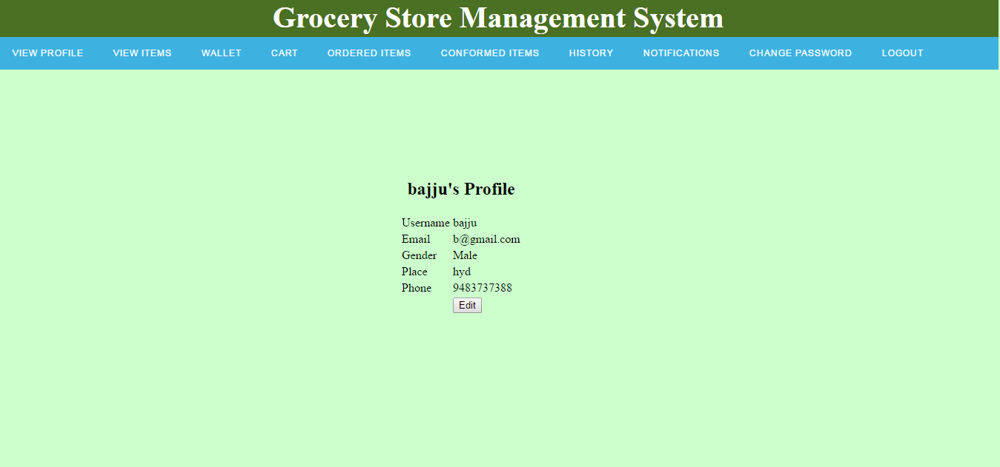 Grocery Store Management System
VIEW PROFILE VIEW ITEMS WALLET CART ORDERED ITEMS CONFORMED ITEMS HISTORY NOTIFICATIONS CHANGE PASSWORD LOGOUT
bajju's Profile
Username bajju
Email b@gmail.com
Gender Male
Place hyd
Phone 9483737388
Edit